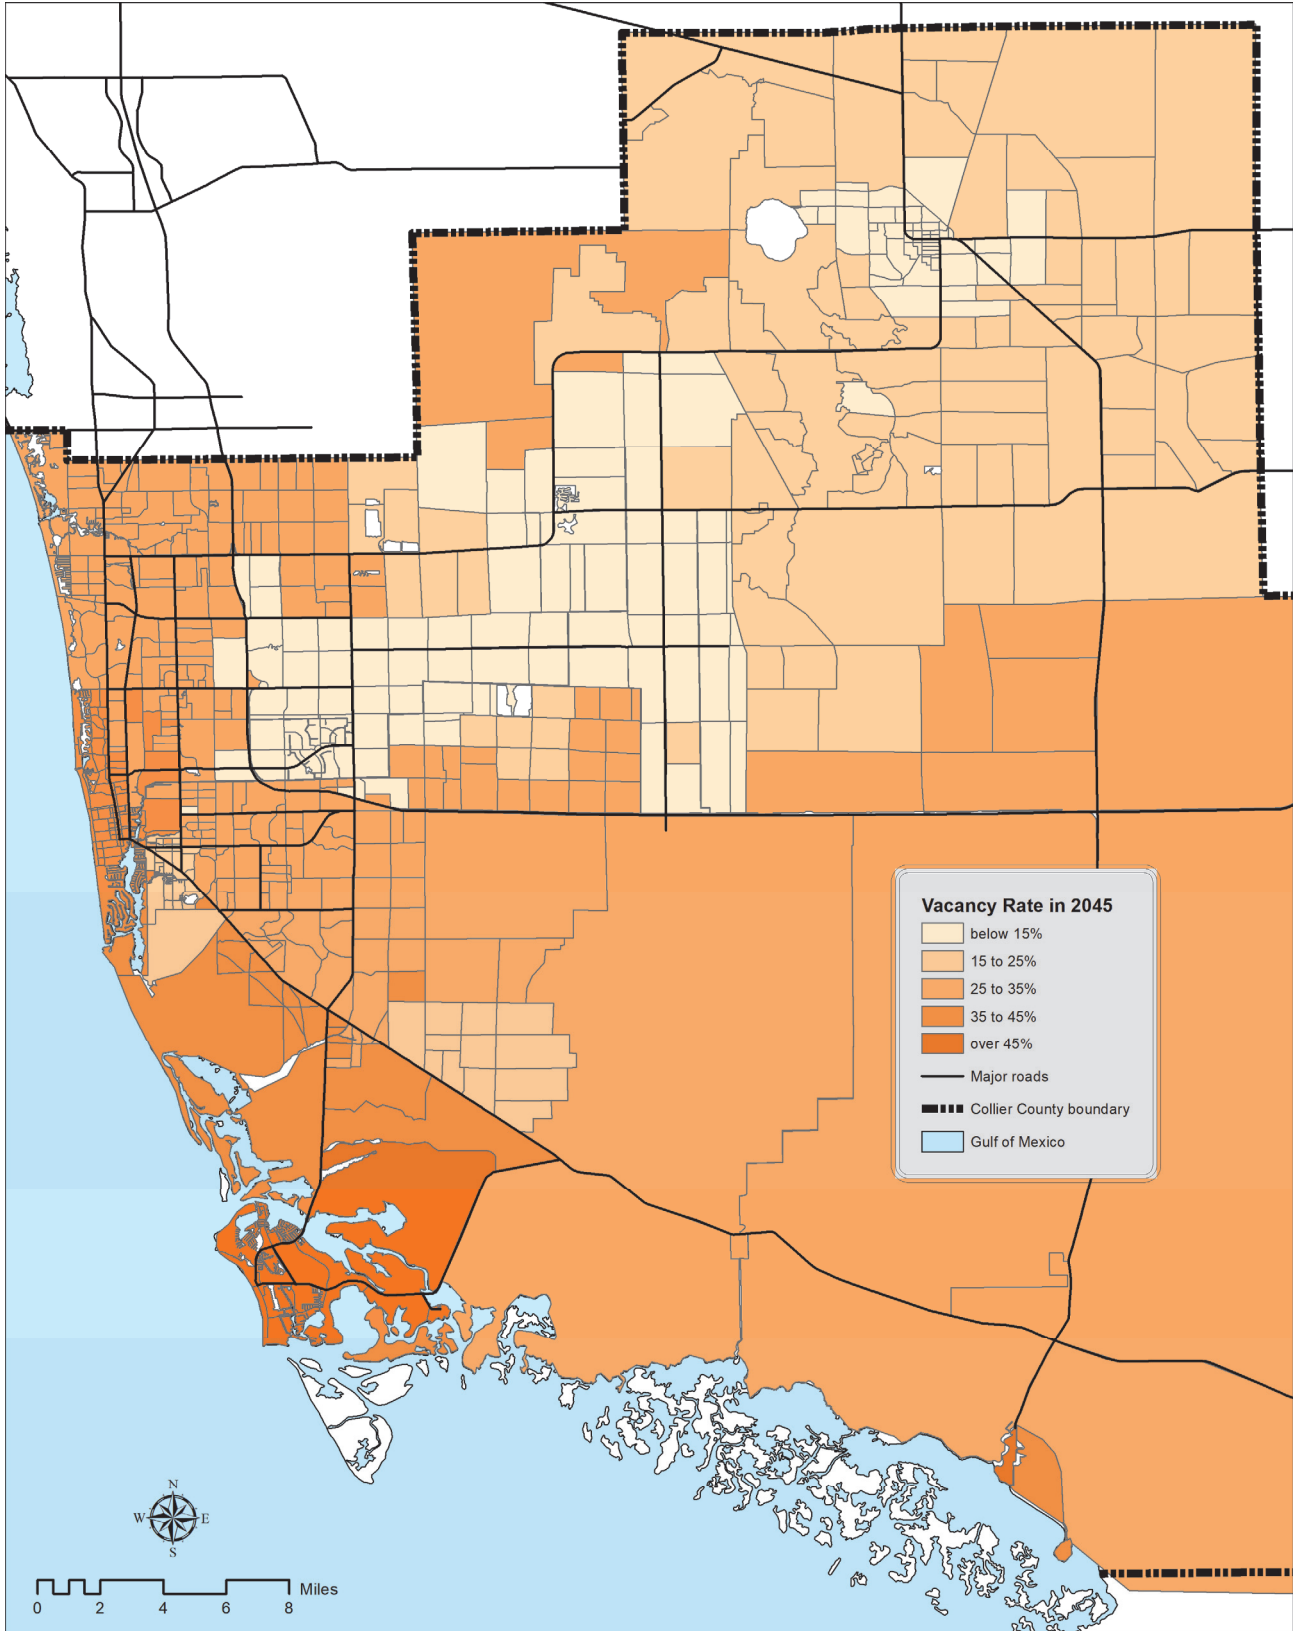 Vacancy Rate in 2045
below 15%
15 to 25%
25 to 35%
35 to 45%
over 45%
Major roads
Collier County boundary
Gulf of Mexico
N
W E
S
Miles
0 2 4 6 8